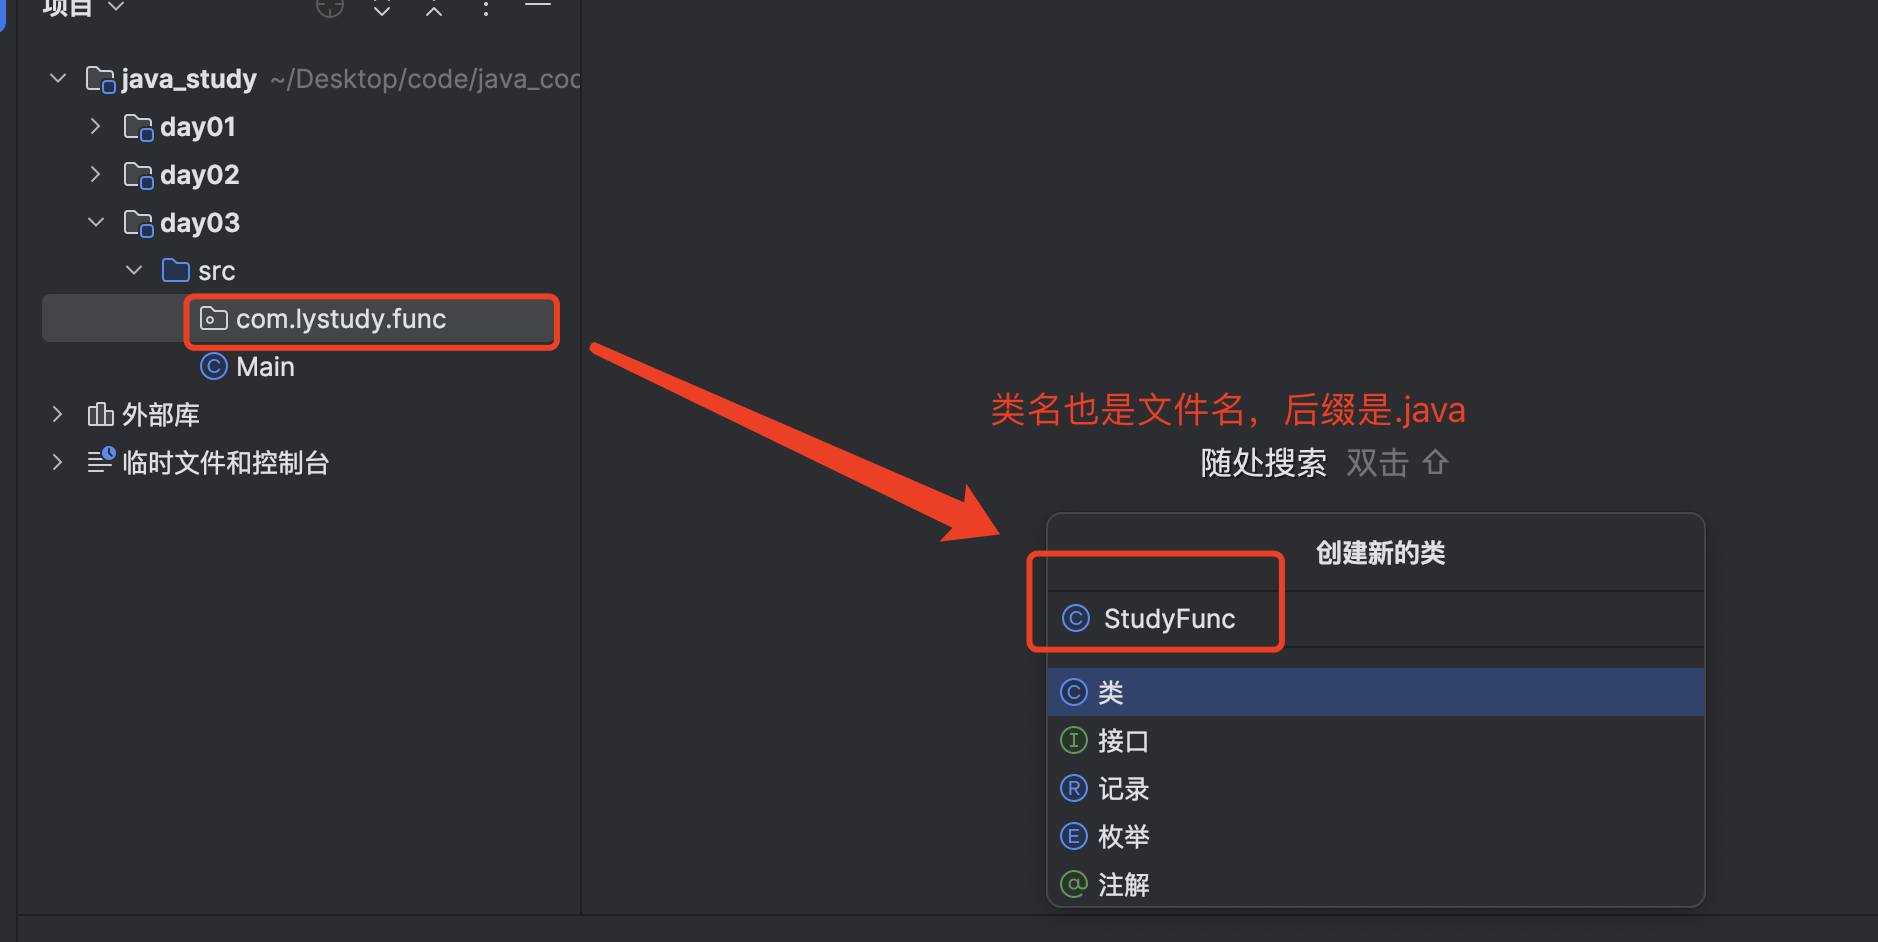 项目
java_study ~/Desktop/code/java_coc
day01
day02
day03
src
com.lystudy.func
Main
外部库
临时文件和控制台
类名也是文件名，后缀是.java
随处搜索 双击 ⇧
创建新的类
C StudyFunc
C 类
I 接口
R 记录
E 枚举
@ 注解